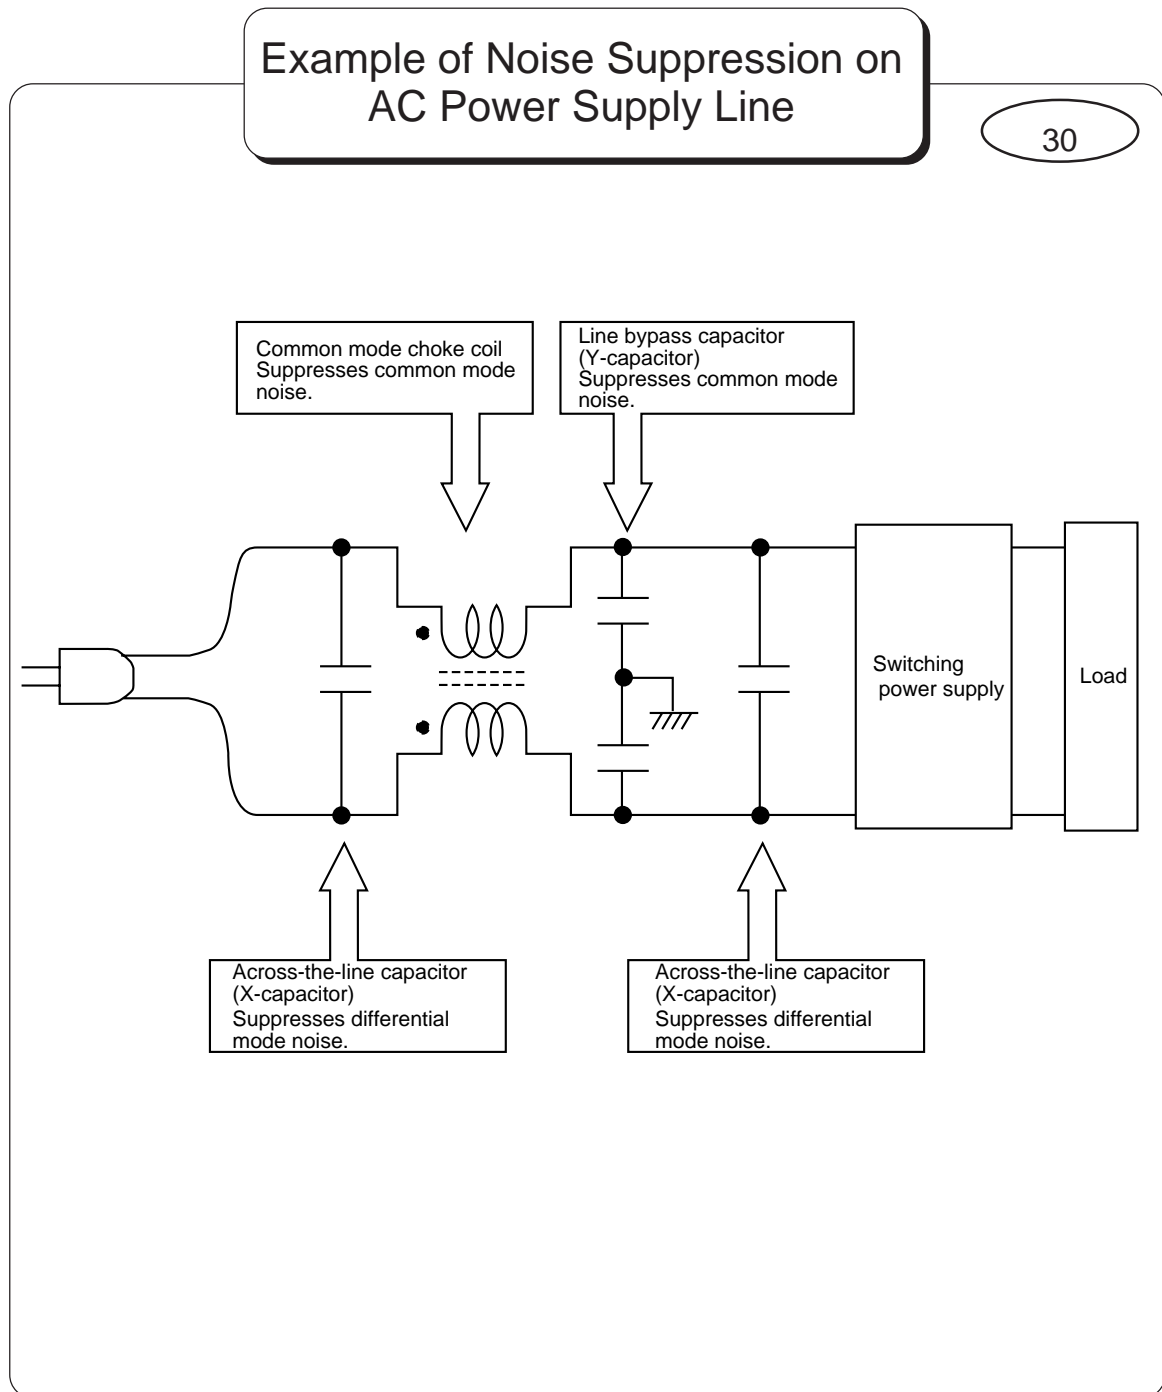 Example of Noise Suppression on
AC Power Supply Line
30
Common mode choke coil
Suppresses common mode
noise.
Line bypass capacitor
(Y-capacitor)
Suppresses common mode
noise.
Switching
power supply
Load
Across-the-line capacitor
(X-capacitor)
Suppresses differential
mode noise.
Across-the-line capacitor
(X-capacitor)
Suppresses differential
mode noise.